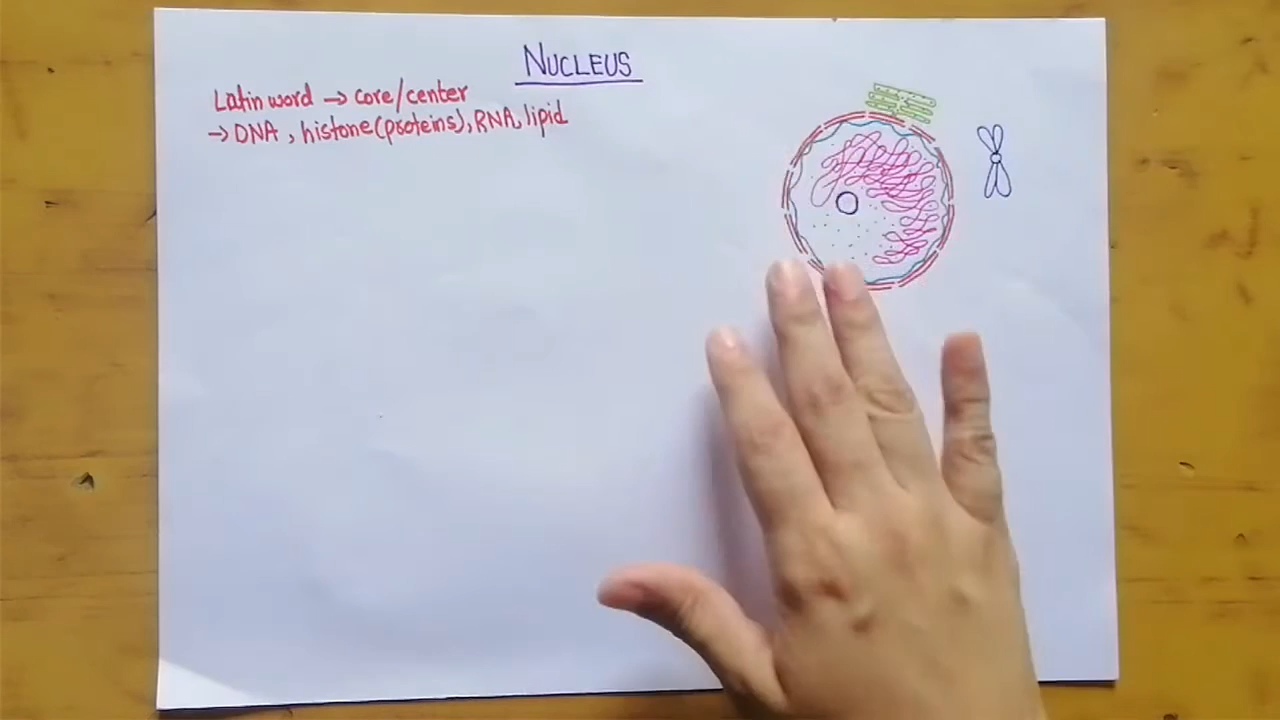 NUCLEUS
Latin word → core/center
→ DNA, histone(proteins), RNA, lipid